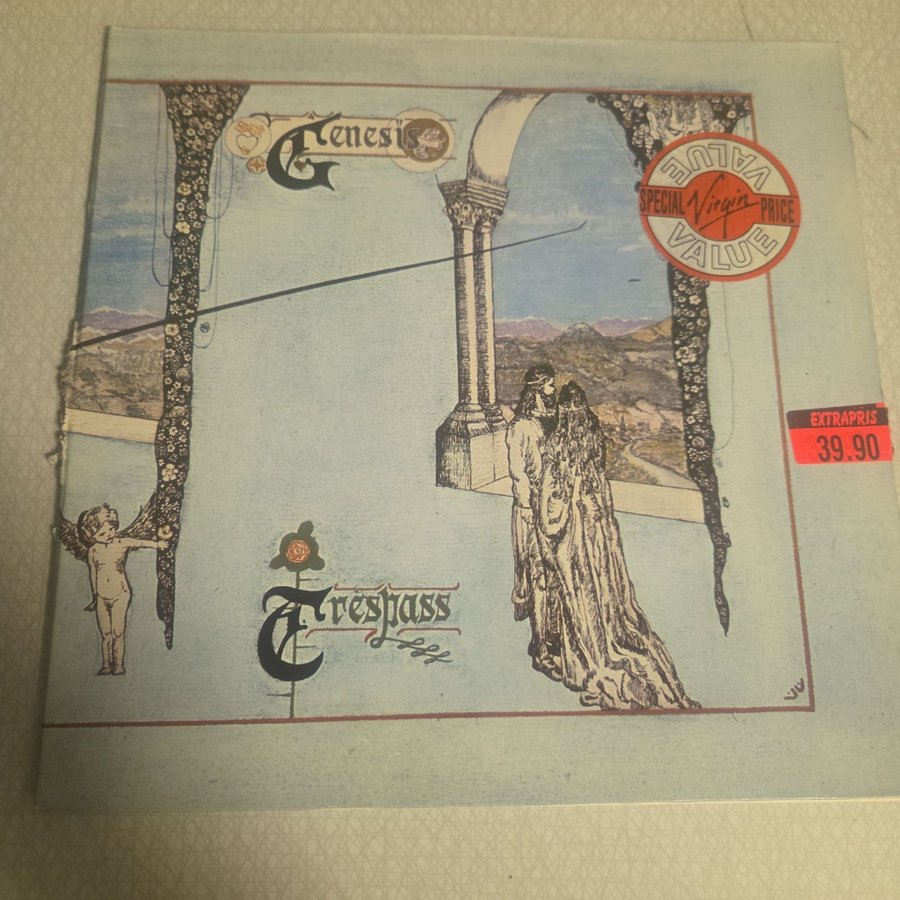 Genesis
VALUE
SPECIAL Virgin PRICE
VALUE
EXTRAPRIS
39.90
Trespass